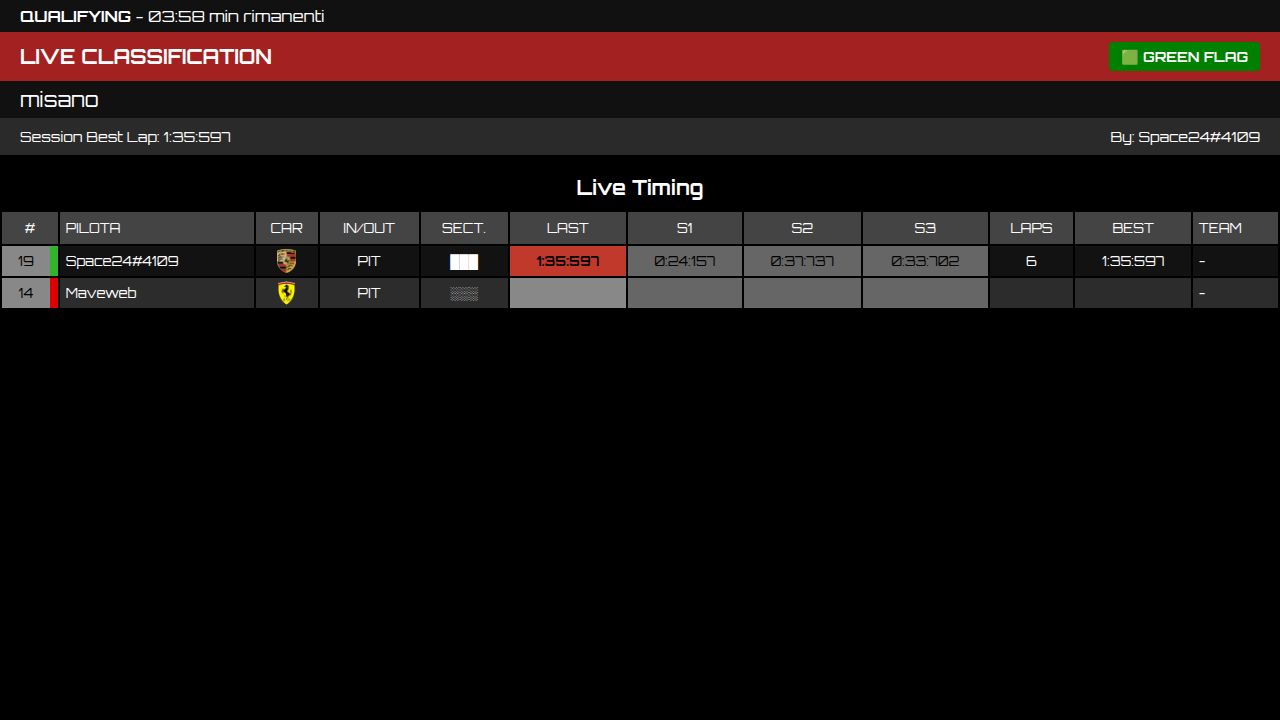 QUALIFYING - 03:58 min rimanenti
LIVE CLASSIFICATION
🟩 GREEN FLAG
misano
Session Best Lap: 1:35:597
By: Space24#4109
Live Timing
# PILOTA CAR IN/OUT SECT. LAST S1 S2 S3 LAPS BEST TEAM
19 Space24#4109 PIT ███ 1:35:597 0:24:157 0:37:737 0:33:702 6 1:35:597 -
14 Maveweb PIT ░░░ -